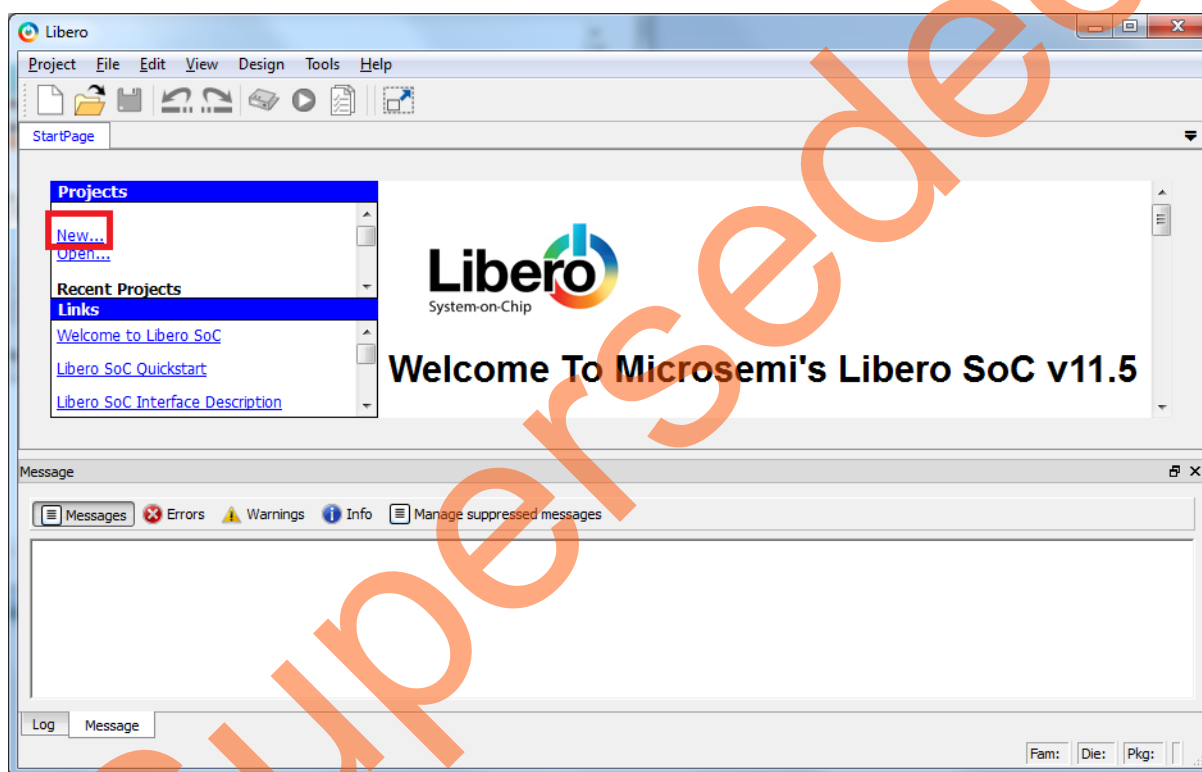 Libero
Project File Edit View Design Tools Help
StartPage
Projects
New...
Open...
Recent Projects
Links
Welcome to Libero SoC
Libero SoC Quickstart
Libero SoC Interface Description
Libero
System-on-Chip
Welcome To Microsemi's Libero SoC v11.5
Message
Messages Errors Warnings Info Manage suppressed messages
Log Message
Fam: Die: Pkg:
Superseded